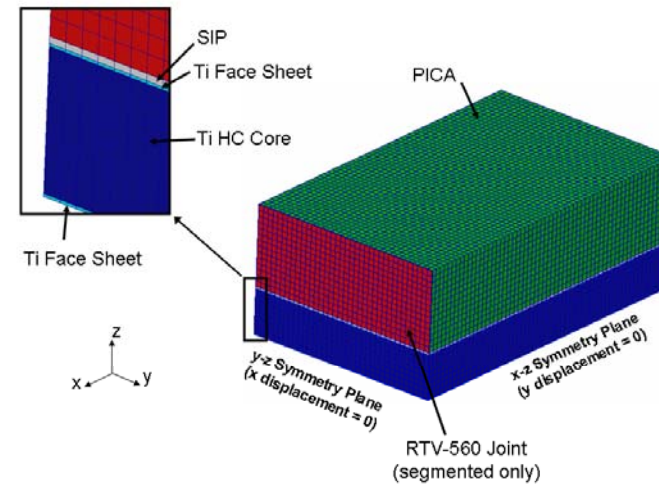 SIP
Ti Face Sheet
PICA
Ti HC Core
Ti Face Sheet
z
x
y
y-z Symmetry Plane
(x displacement = 0)
x-z Symmetry Plane
(y displacement = 0)
RTV-560 Joint
(segmented only)